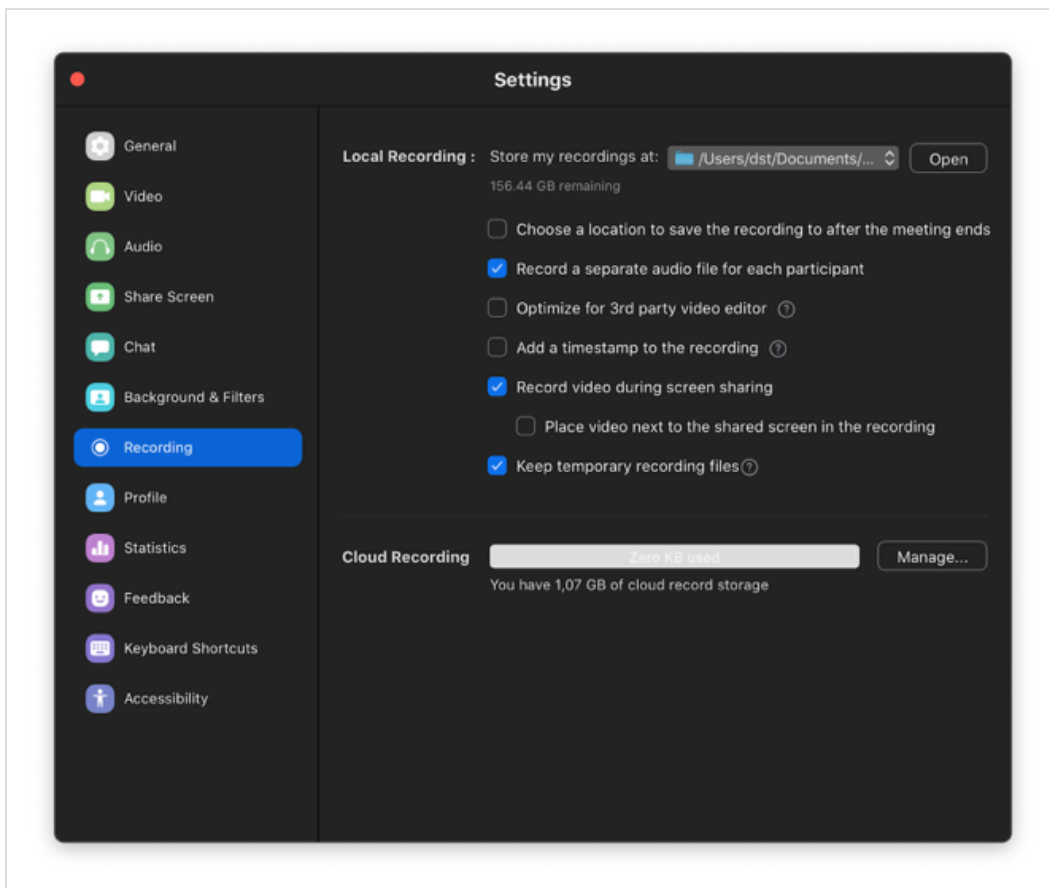 Settings
General
Video
Audio
Share Screen
Chat
Background & Filters
Recording
Profile
Statistics
Feedback
Keyboard Shortcuts
Accessibility
Local Recording : Store my recordings at: /Users/dst/Documents/... Open
156.44 GB remaining
Choose a location to save the recording to after the meeting ends
Record a separate audio file for each participant
Optimize for 3rd party video editor ?
Add a timestamp to the recording ?
Record video during screen sharing
Place video next to the shared screen in the recording
Keep temporary recording files ?
Cloud Recording Zero KB used Manage...
You have 1,07 GB of cloud record storage